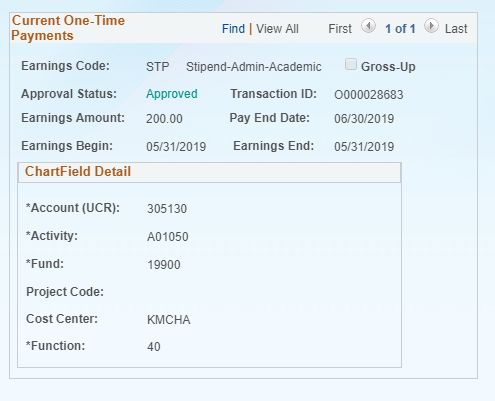 Current One-Time Payments
Find | View All First 1 of 1 Last
Earnings Code: STP Stipend-Admin-Academic Gross-Up
Approval Status: Approved Transaction ID: O000028683
Earnings Amount: 200.00 Pay End Date: 06/30/2019
Earnings Begin: 05/31/2019 Earnings End: 05/31/2019
ChartField Detail
*Account (UCR): 305130
*Activity: A01050
*Fund: 19900
Project Code:
Cost Center: KMCHA
*Function: 40